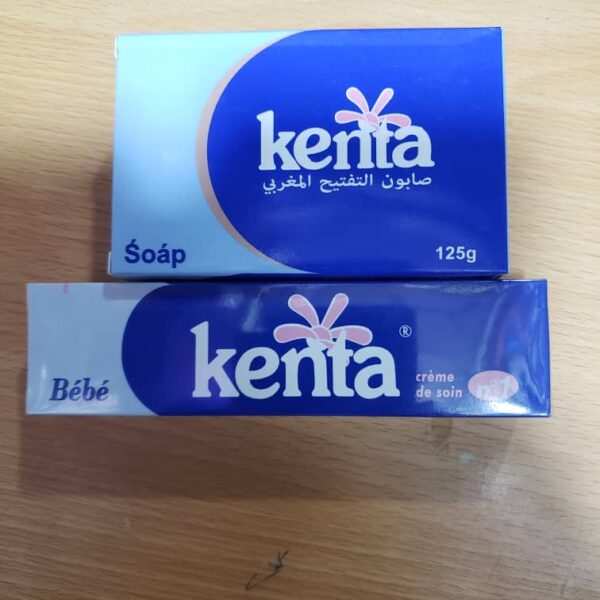 kenta
صابون التفتيح المغربي
Śoáp
125g
Bébé
kenta®
crème
de soin